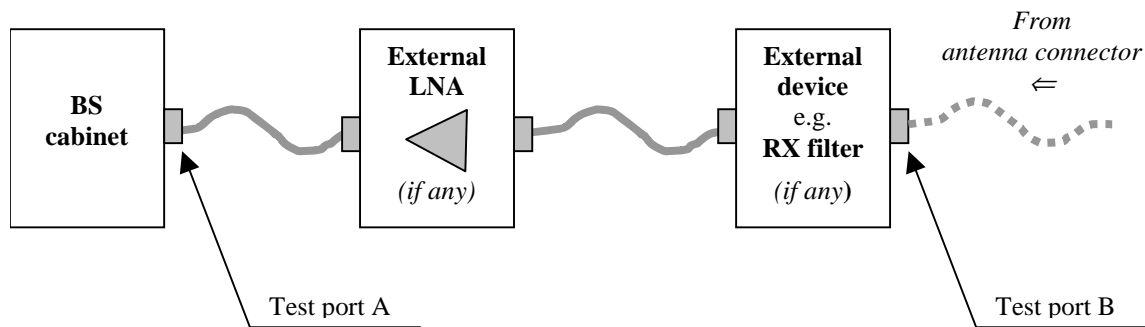 BS
cabinet
External
LNA
(if any)
External
device
e.g.
RX filter
(if any)
From
antenna connector
⇐
Test port A
Test port B